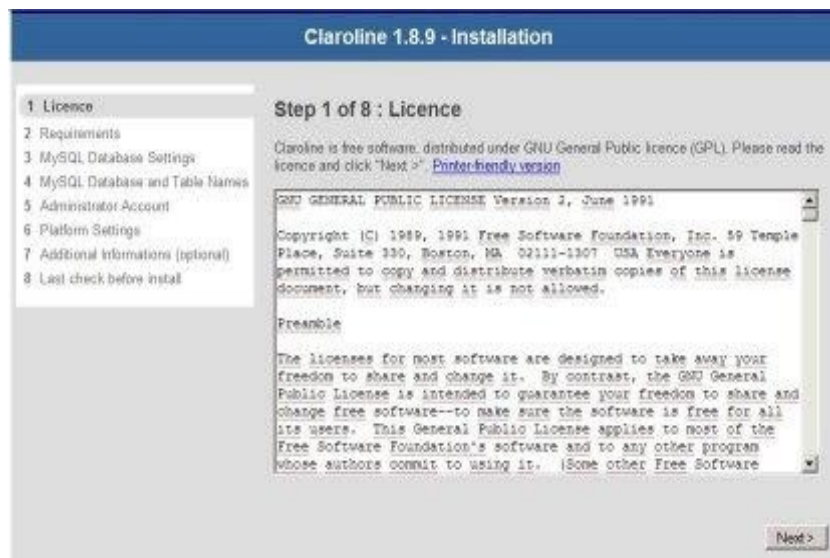 Claroline 1.8.9 - Installation
1 Licence
2 Requirements
3 MySQL Database Settings
4 MySQL Database and Table Names
5 Administrator Account
6 Platform Settings
7 Additional Informations (optional)
8 Last check before install
Step 1 of 8 : Licence
Claroline is free software, distributed under GNU General Public licence (GPL). Please read the
licence and click "Next >". Printer-friendly version
GNU GENERAL PUBLIC LICENSE Version 2, June 1991
Copyright (C) 1989, 1991 Free Software Foundation, Inc. 59 Temple
Place, Suite 330, Boston, MA 02111-1307 USA Everyone is
permitted to copy and distribute verbatim copies of this license
document, but changing it is not allowed.
Preamble
The licenses for most software are designed to take away your
freedom to share and change it. By contrast, the GNU General
Public License is intended to guarantee your freedom to share and
change free software--to make sure the software is free for all
its users. This General Public License applies to most of the
Free Software Foundation's software and to any other program
whose authors commit to using it. (Some other Free Software
Next >